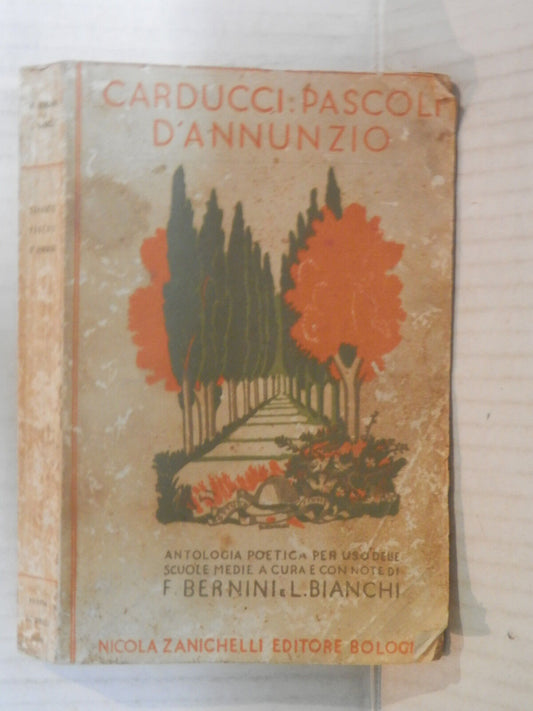 CARDUCCI: PASCOLI
D'ANNUNZIO
ANTOLOGIA POETICA PER USO DELLE
SCUOLE MEDIE A CURA E CON NOTE DI
F. BERNINI E L. BIANCHI
NICOLA ZANICHELLI EDITORE BOLOG